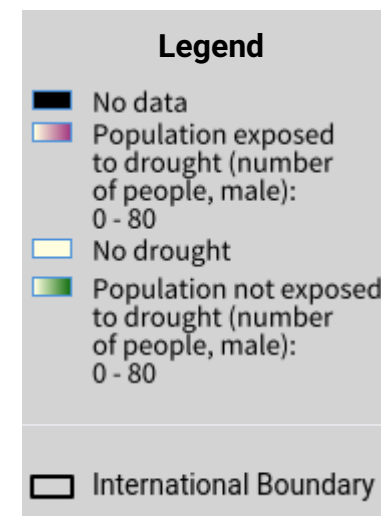 Legend
No data
Population exposed
to drought (number
of people, male):
0 - 80
No drought
Population not exposed
to drought (number
of people, male):
0 - 80
International Boundary